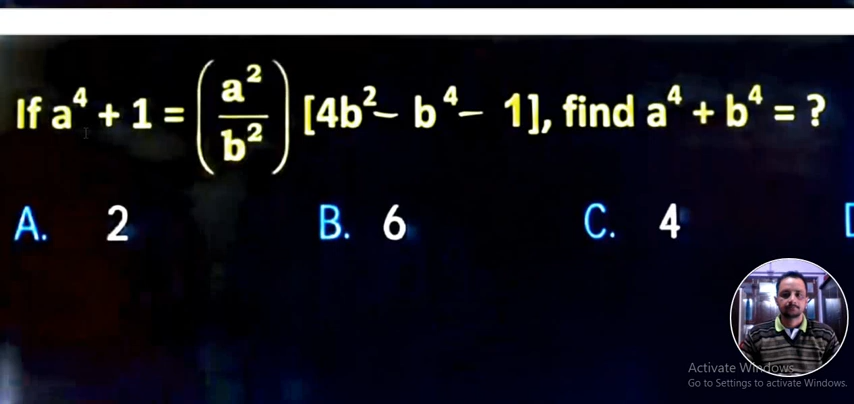 If a⁴ + 1 = (a²/b²) [4b² – b⁴ – 1], find a⁴ + b⁴ = ?
A. 2 B. 6 C. 4
Activate Windows
Go to Settings to activate Windows.